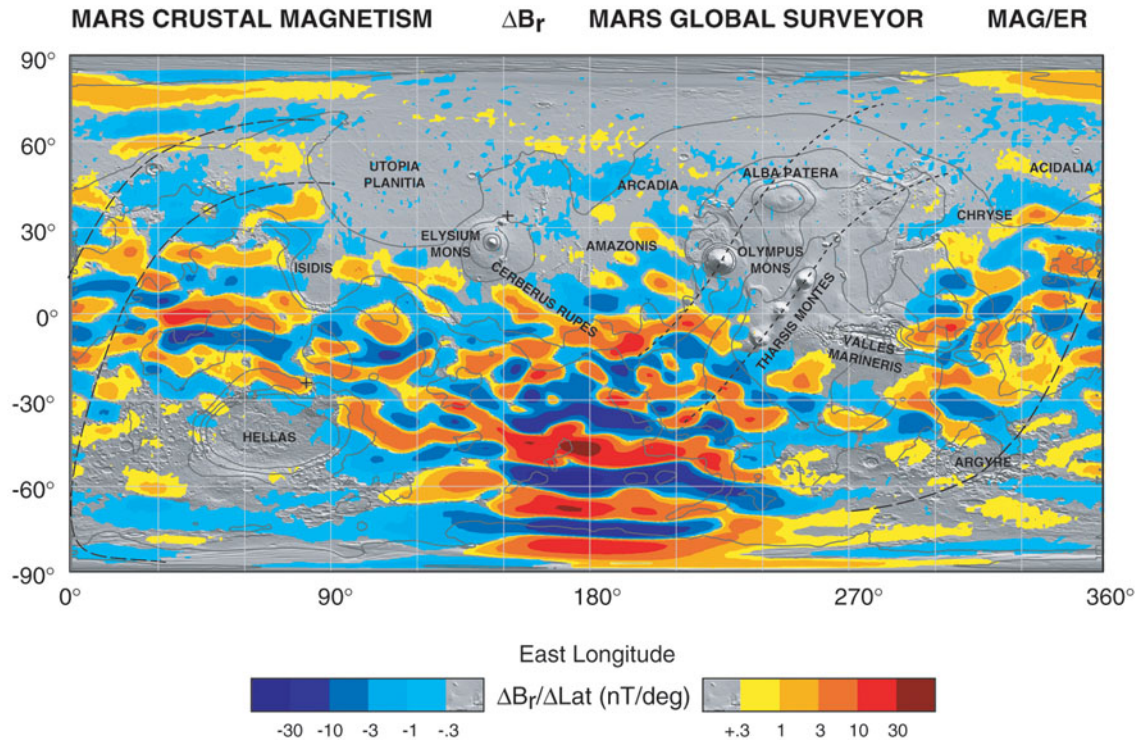 MARS CRUSTAL MAGNETISM ΔBr MARS GLOBAL SURVEYOR MAG/ER
90°
60°
30°
0°
-30°
-60°
-90°
UTOPIA
PLANITIA
ARCADIA
ALBA PATERA
ACIDALIA
CHRYSE
ELYSIUM
MONS
AMAZONIS
OLYMPUS
MONS
ISIDIS
CERBERUS RUPES
THARSIS MONTES
VALLES
MARINERIS
HELLAS
ARGYRE
0° 90° 180° 270° 360°
East Longitude
ΔBr/ΔLat (nT/deg)
-30 -10 -3 -1 -.3
+.3 1 3 10 30